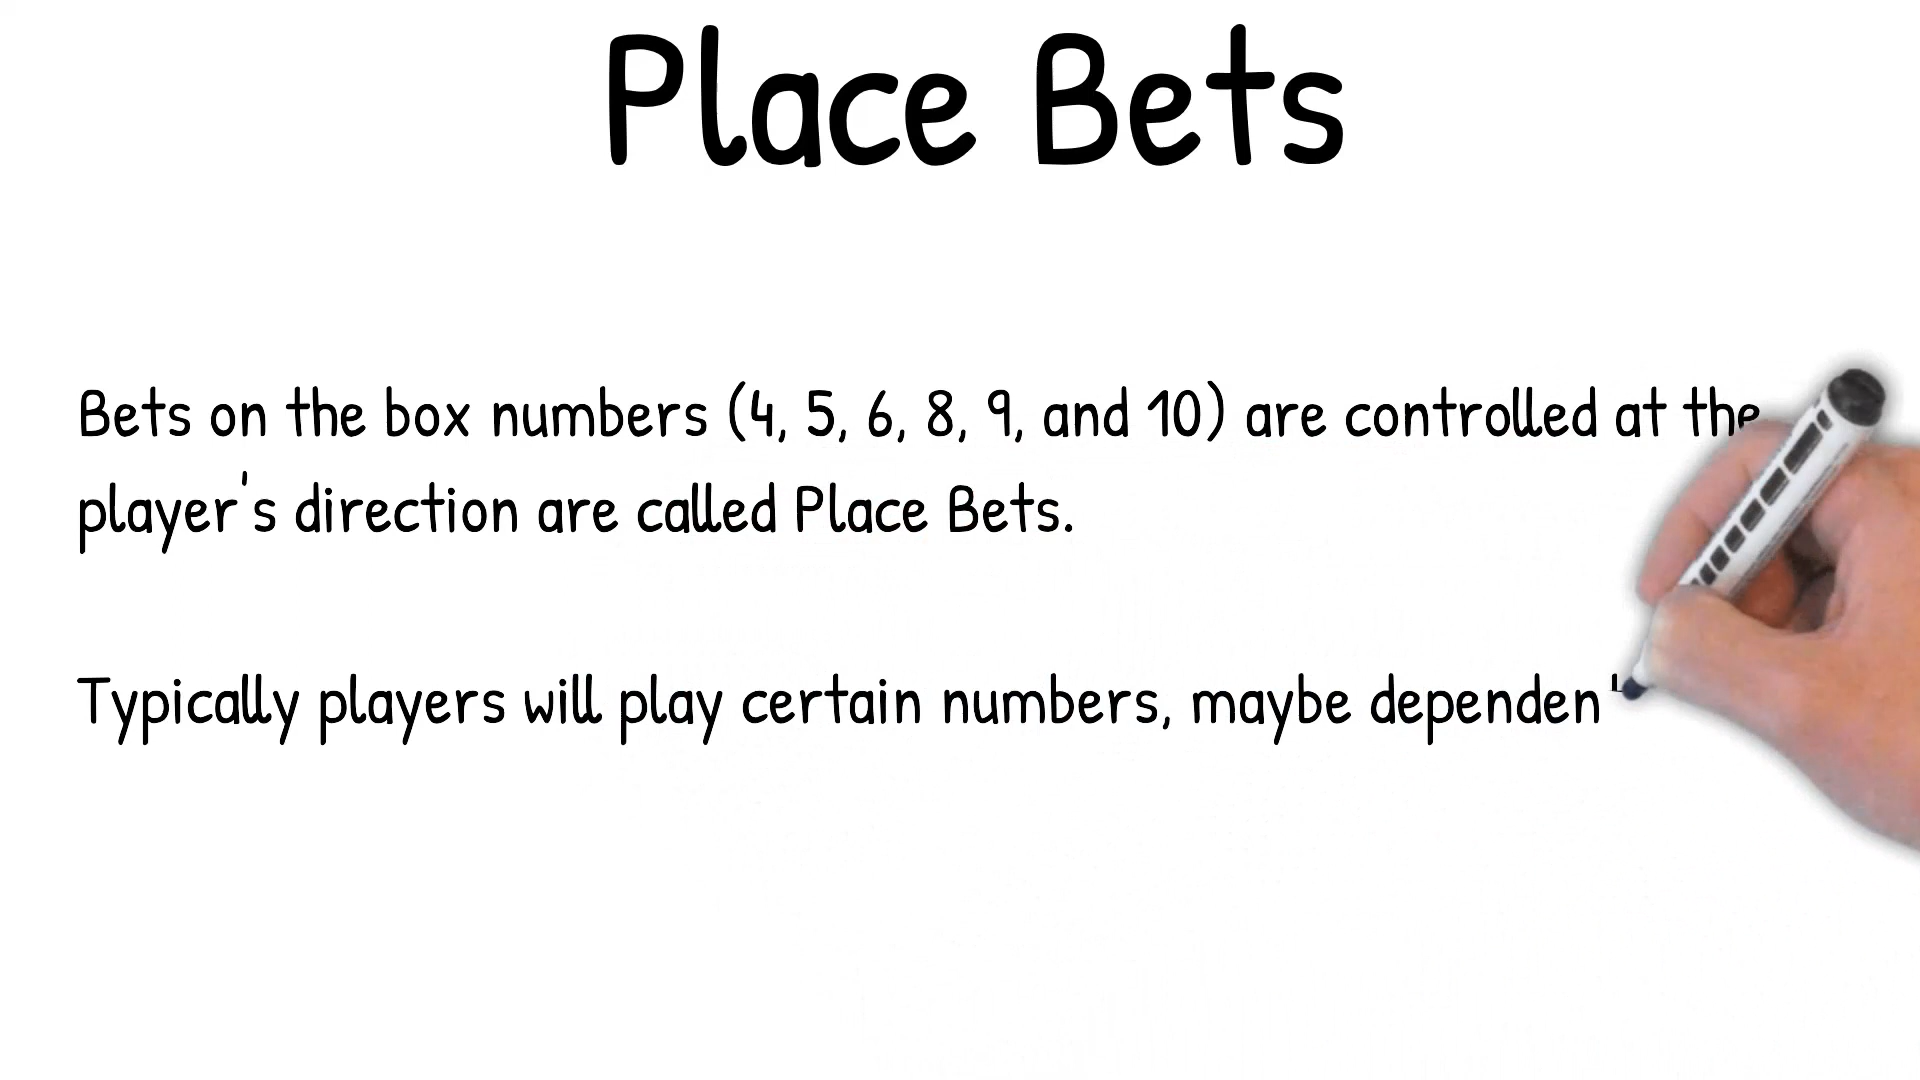 Place Bets
Bets on the box numbers (4, 5, 6, 8, 9, and 10) are controlled at the
player's direction are called Place Bets.
Typically players will play certain numbers, maybe dependen